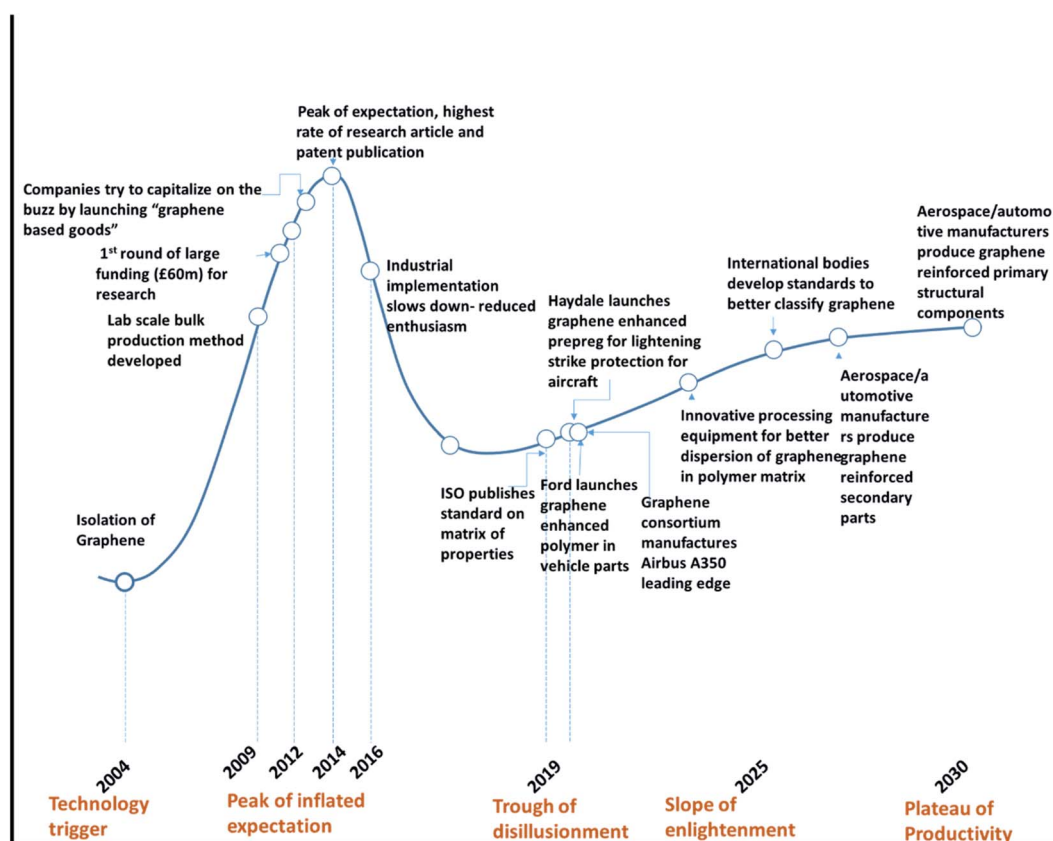 Peak of expectation, highest
rate of research article and
patent publication
Companies try to capitalize on the
buzz by launching “graphene
based goods”
1st round of large
funding (£60m) for
research
Lab scale bulk
production method
developed
Isolation of
Graphene
Industrial
implementation
slows down- reduced
enthusiasm
Haydale launches
graphene enhanced
prepreg for lightening
strike protection for
aircraft
International bodies
develop standards to
better classify graphene
Aerospace/automo
tive manufacturers
produce graphene
reinforced primary
structural
components
ISO publishes
standard on
matrix of
properties
Ford launches
graphene
enhanced
polymer in
vehicle parts
Graphene
consortium
manufactures
Airbus A350
leading edge
Innovative processing
equipment for better
dispersion of graphene
in polymer matrix
Aerospace/a
utomotive
manufacture
rs produce
graphene
reinforced
secondary
parts
2004
2009
2012
2014
2016
2019
2025
2030
Technology
trigger
Peak of inflated
expectation
Trough of
disillusionment
Slope of
enlightenment
Plateau of
Productivity